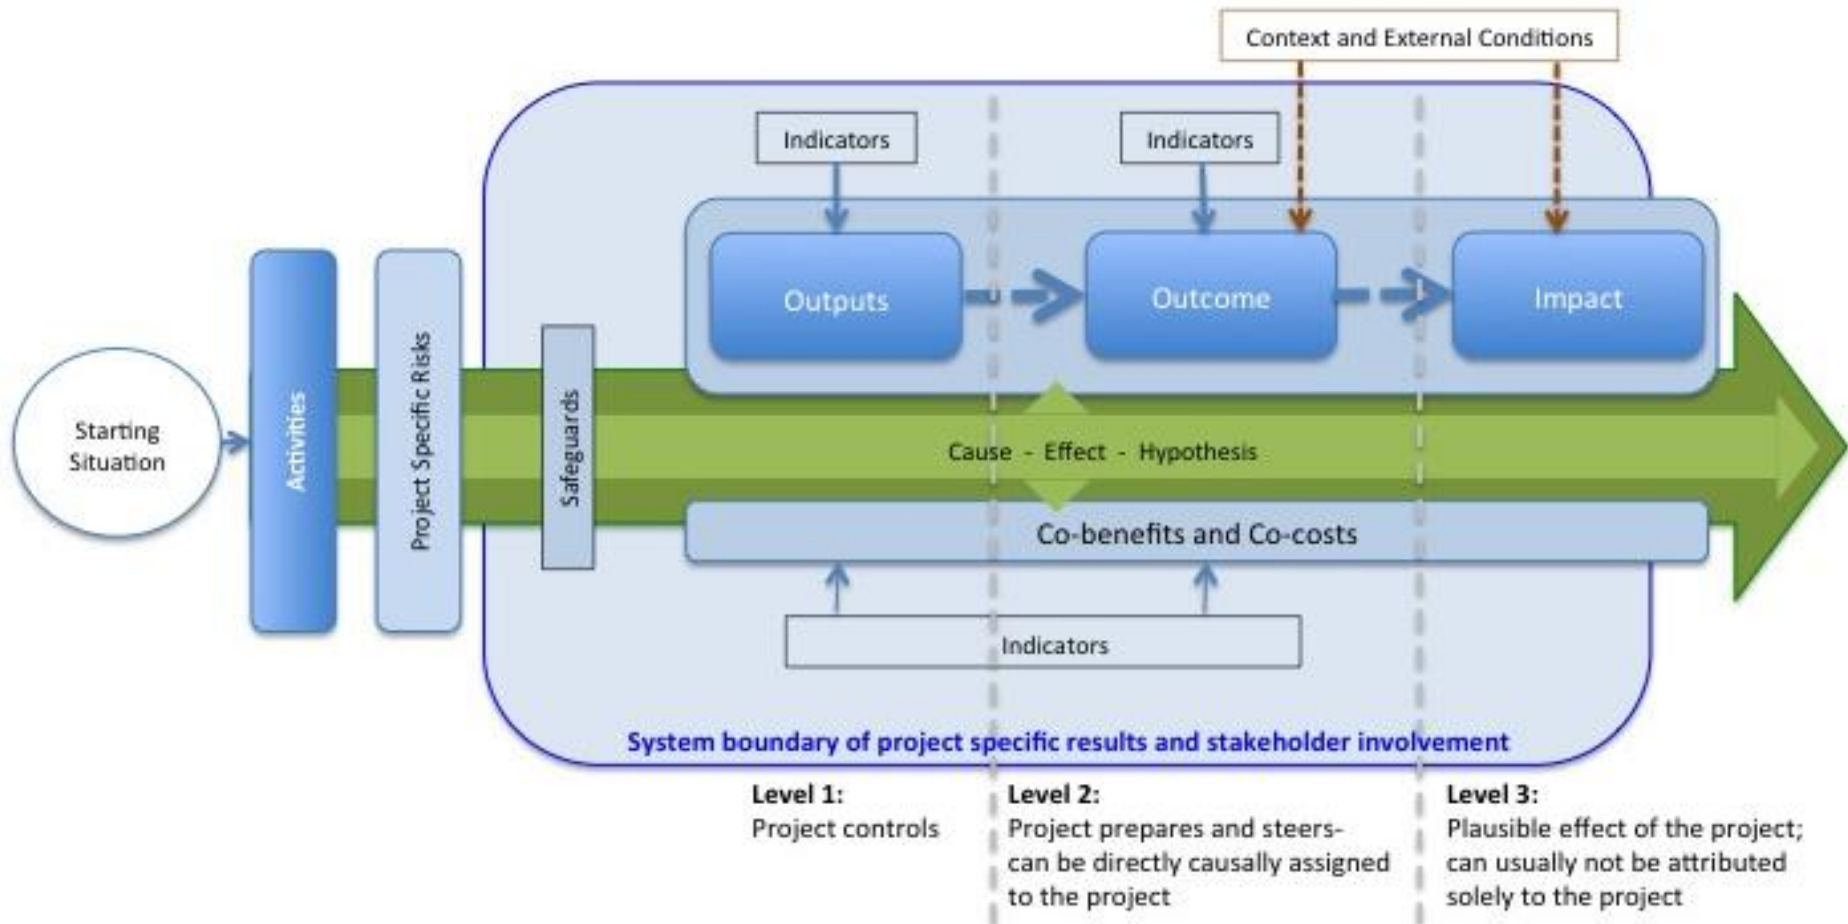 Context and External Conditions
Indicators
Indicators
Outputs
Outcome
Impact
Starting
Situation
Activities
Project Specific Risks
Safeguards
Cause - Effect - Hypothesis
Co-benefits and Co-costs
Indicators
System boundary of project specific results and stakeholder involvement
Level 1:
Project controls
Level 2:
Project prepares and steers-
can be directly causally assigned
to the project
Level 3:
Plausible effect of the project;
can usually not be attributed
solely to the project